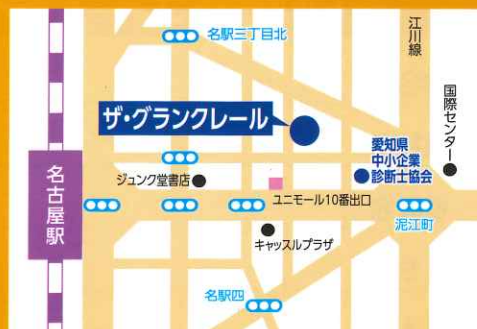 名駅三丁目北
江川線
国際センター
ザ・グランクレール
愛知県
中小企業
診断士協会
ジュンク堂書店
名古屋駅
ユニモール10番出口
泥江町
キャッスルプラザ
名駅四